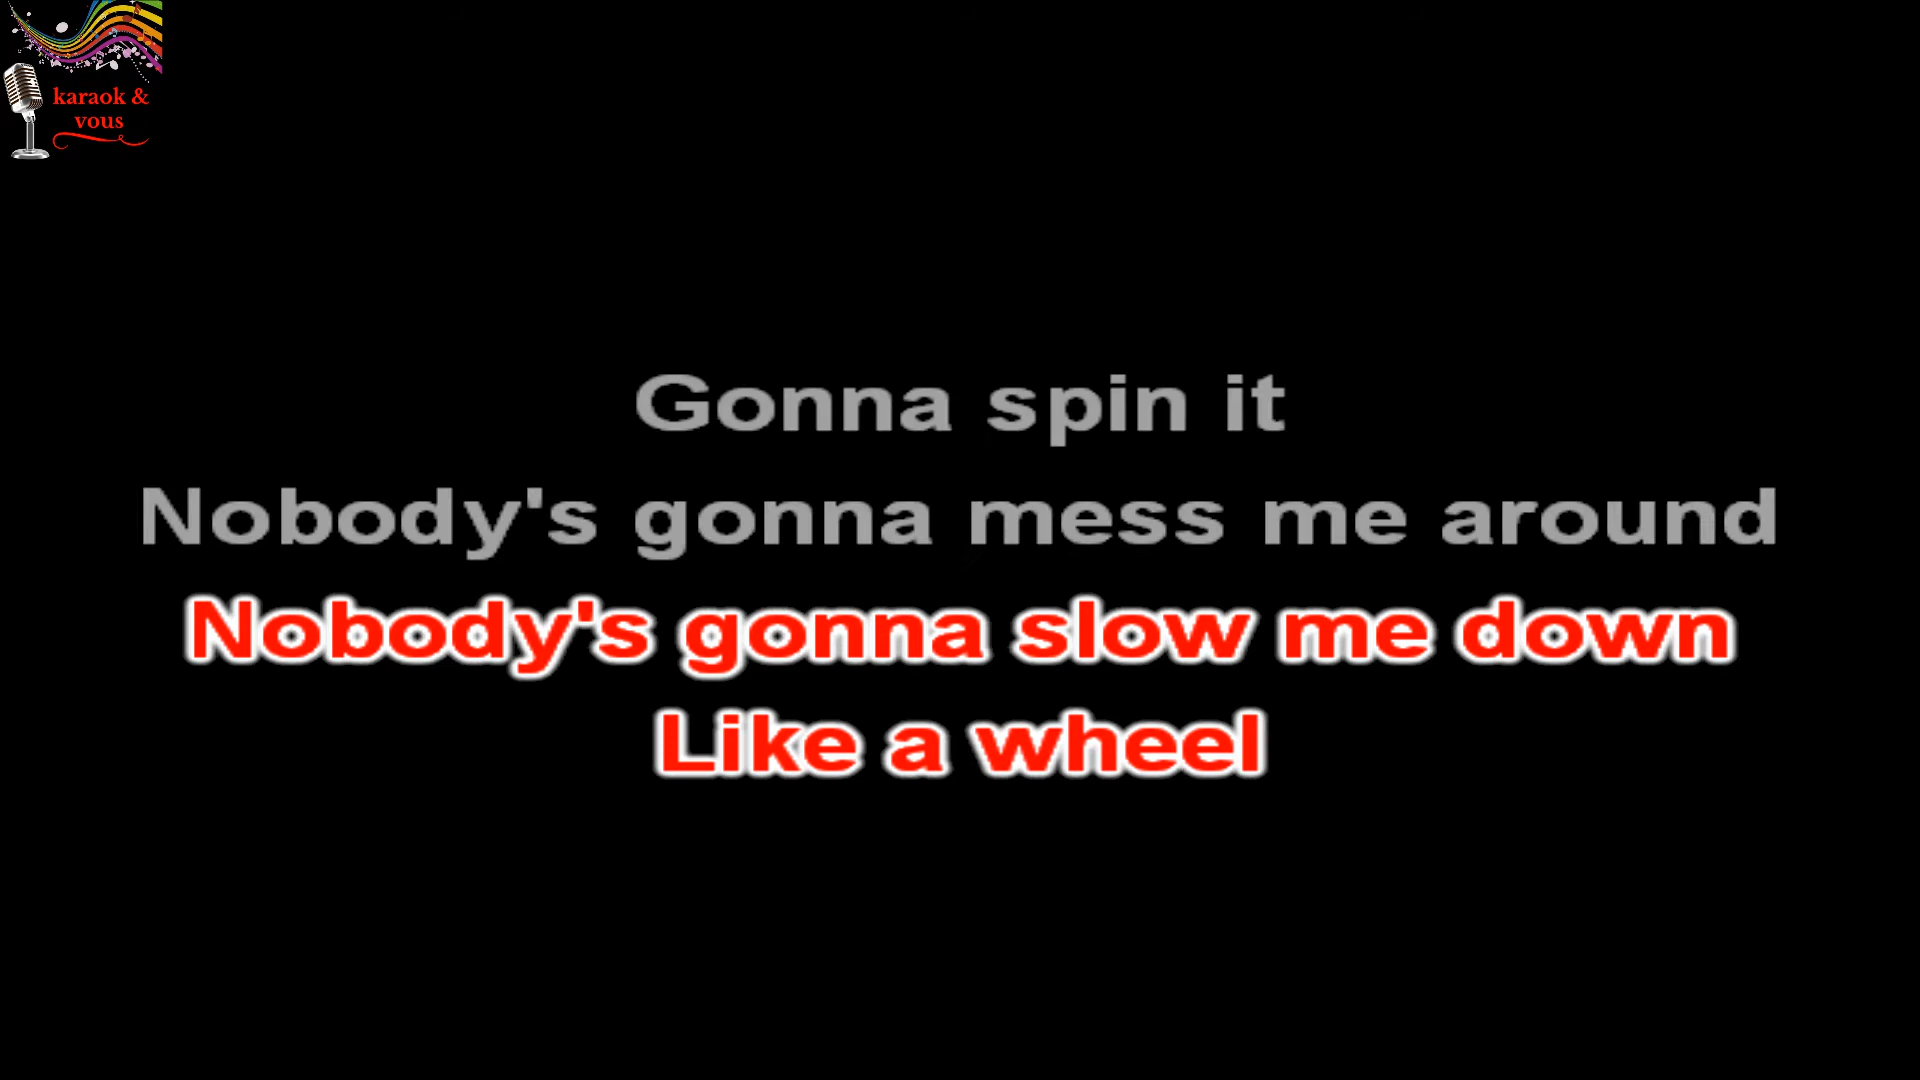 karaok &
vous
Gonna spin it
Nobody's gonna mess me around
Nobody's gonna slow me down
Like a wheel